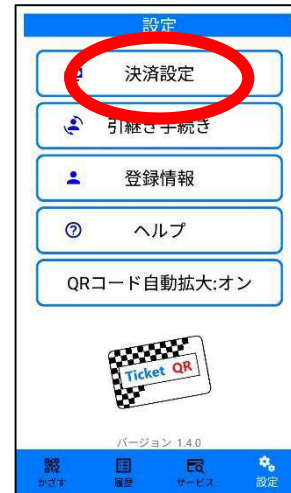 設定
決済設定
引継ぎ手続き
登録情報
ヘルプ
QRコード自動拡大:オン
Ticket QR
バージョン 1.4.0
かざす 履歴 サービス 設定